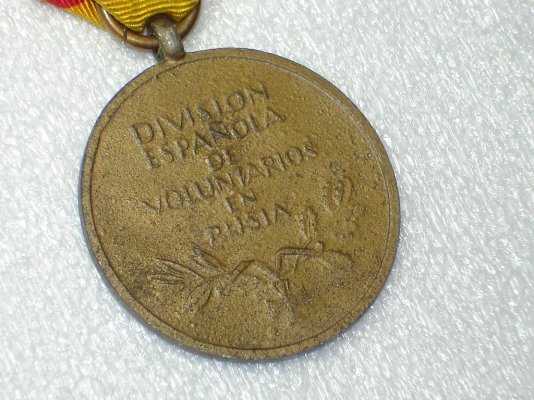 DIVISION
ESPAÑOLA
DE
VOLUNTARIOS
EN
RUSIA